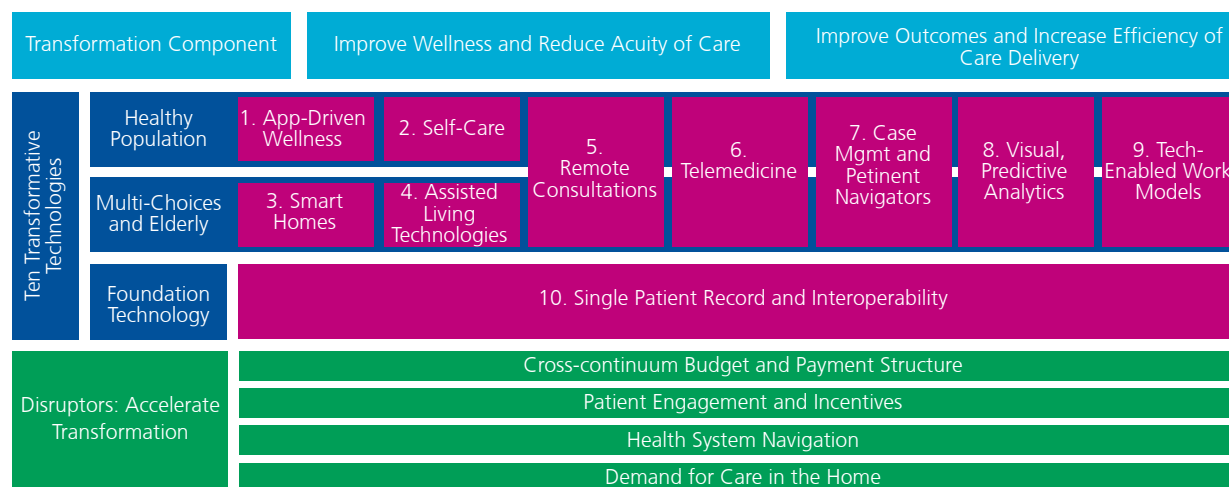 Transformation Component
Improve Wellness and Reduce Acuity of Care
Improve Outcomes and Increase Efficiency of
Care Delivery
Ten Transformative
Technologies
Healthy
Population
1. App-Driven
Wellness
2. Self-Care
5.
Remote
Consultations
6.
Telemedicine
7. Case
Mgmt and
Petinent
Navigators
8. Visual,
Predictive
Analytics
9. Tech-
Enabled Work
Models
Multi-Choices
and Elderly
3. Smart
Homes
4. Assisted
Living
Technologies
Foundation
Technology
10. Single Patient Record and Interoperability
Disruptors: Accelerate
Transformation
Cross-continuum Budget and Payment Structure
Patient Engagement and Incentives
Health System Navigation
Demand for Care in the Home